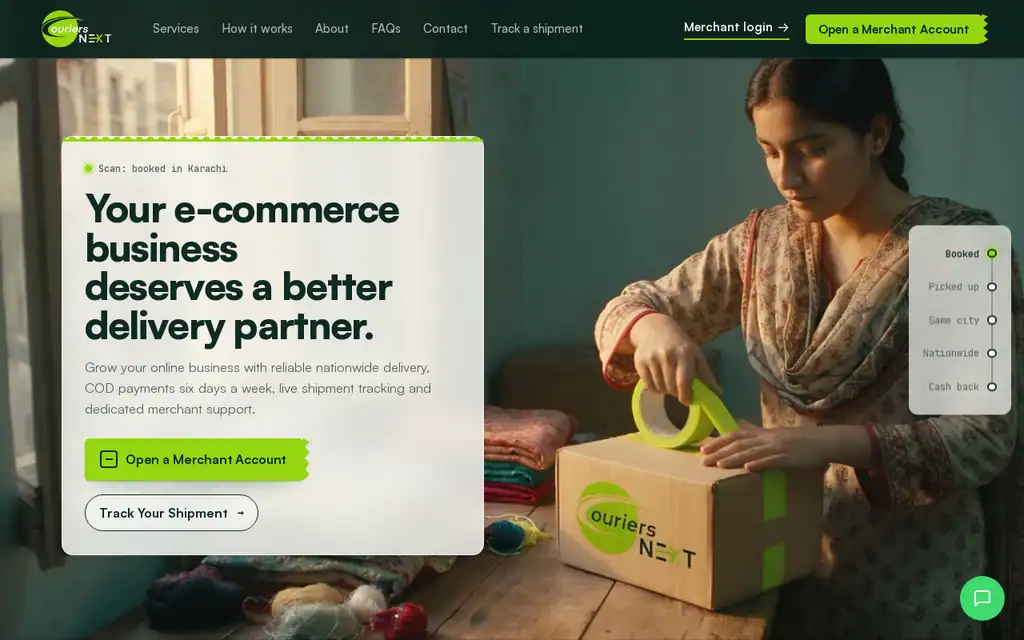 ouriers
NEXT
Services
How it works
About
FAQs
Contact
Track a shipment
Merchant login →
Open a Merchant Account
Scan: booked in Karachi
Your e-commerce
business
deserves a better
delivery partner.
Grow your online business with reliable nationwide delivery,
COD payments six days a week, live shipment tracking and
dedicated merchant support.
Open a Merchant Account
Track Your Shipment →
Booked
Picked up
Same city
Nationwide
Cash back
ouriers
NEXT